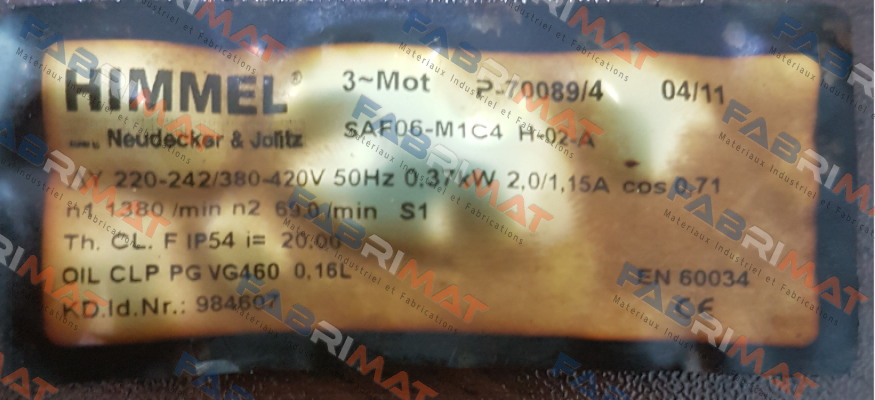 HIMMEL® 3~Mot P-70089/4 04/11
Neudecker & Jolitz SAF06-M1C4 H-02-A
Y 220-242/380-420V 50Hz 0,37kW 2,0/1,15A cos 0,71
n1 1380 /min n2 69.0 /min S1
Th. CL. F IP54 i= 20.00
OIL CLP PG VG460 0,16L EN 60034
KD.Id.Nr.: 984607 CE
FABRIMAT
Matériaux Industriel et Fabrications